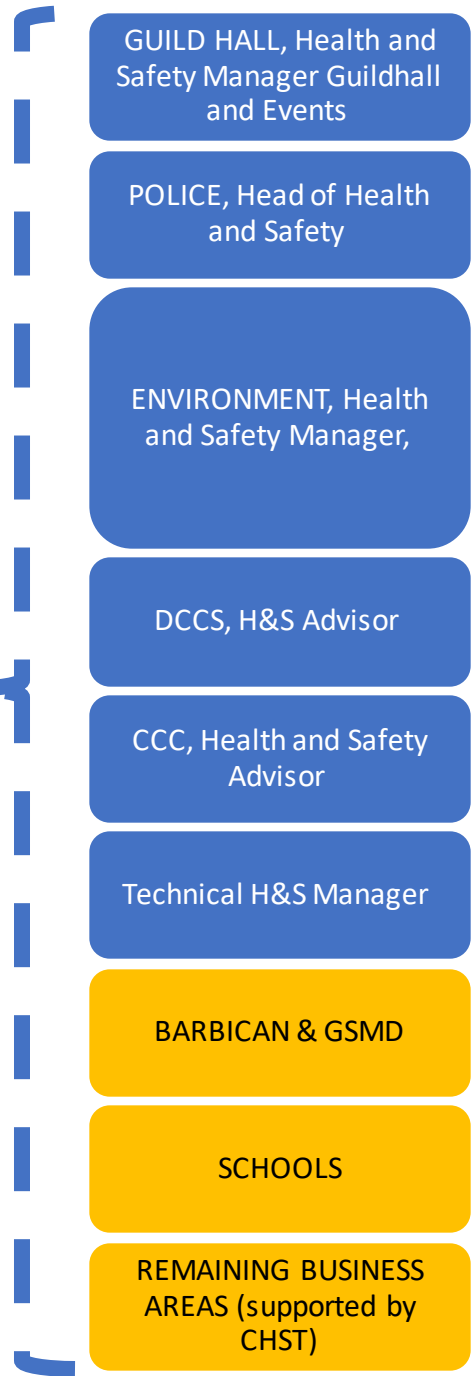 GUILD HALL, Health and
Safety Manager Guildhall
and Events
POLICE, Head of Health
and Safety
ENVIRONMENT, Health
and Safety Manager,
DCCS, H&S Advisor
CCC, Health and Safety
Advisor
Technical H&S Manager
BARBICAN & GSMD
SCHOOLS
REMAINING BUSINESS
AREAS (supported by
CHST)